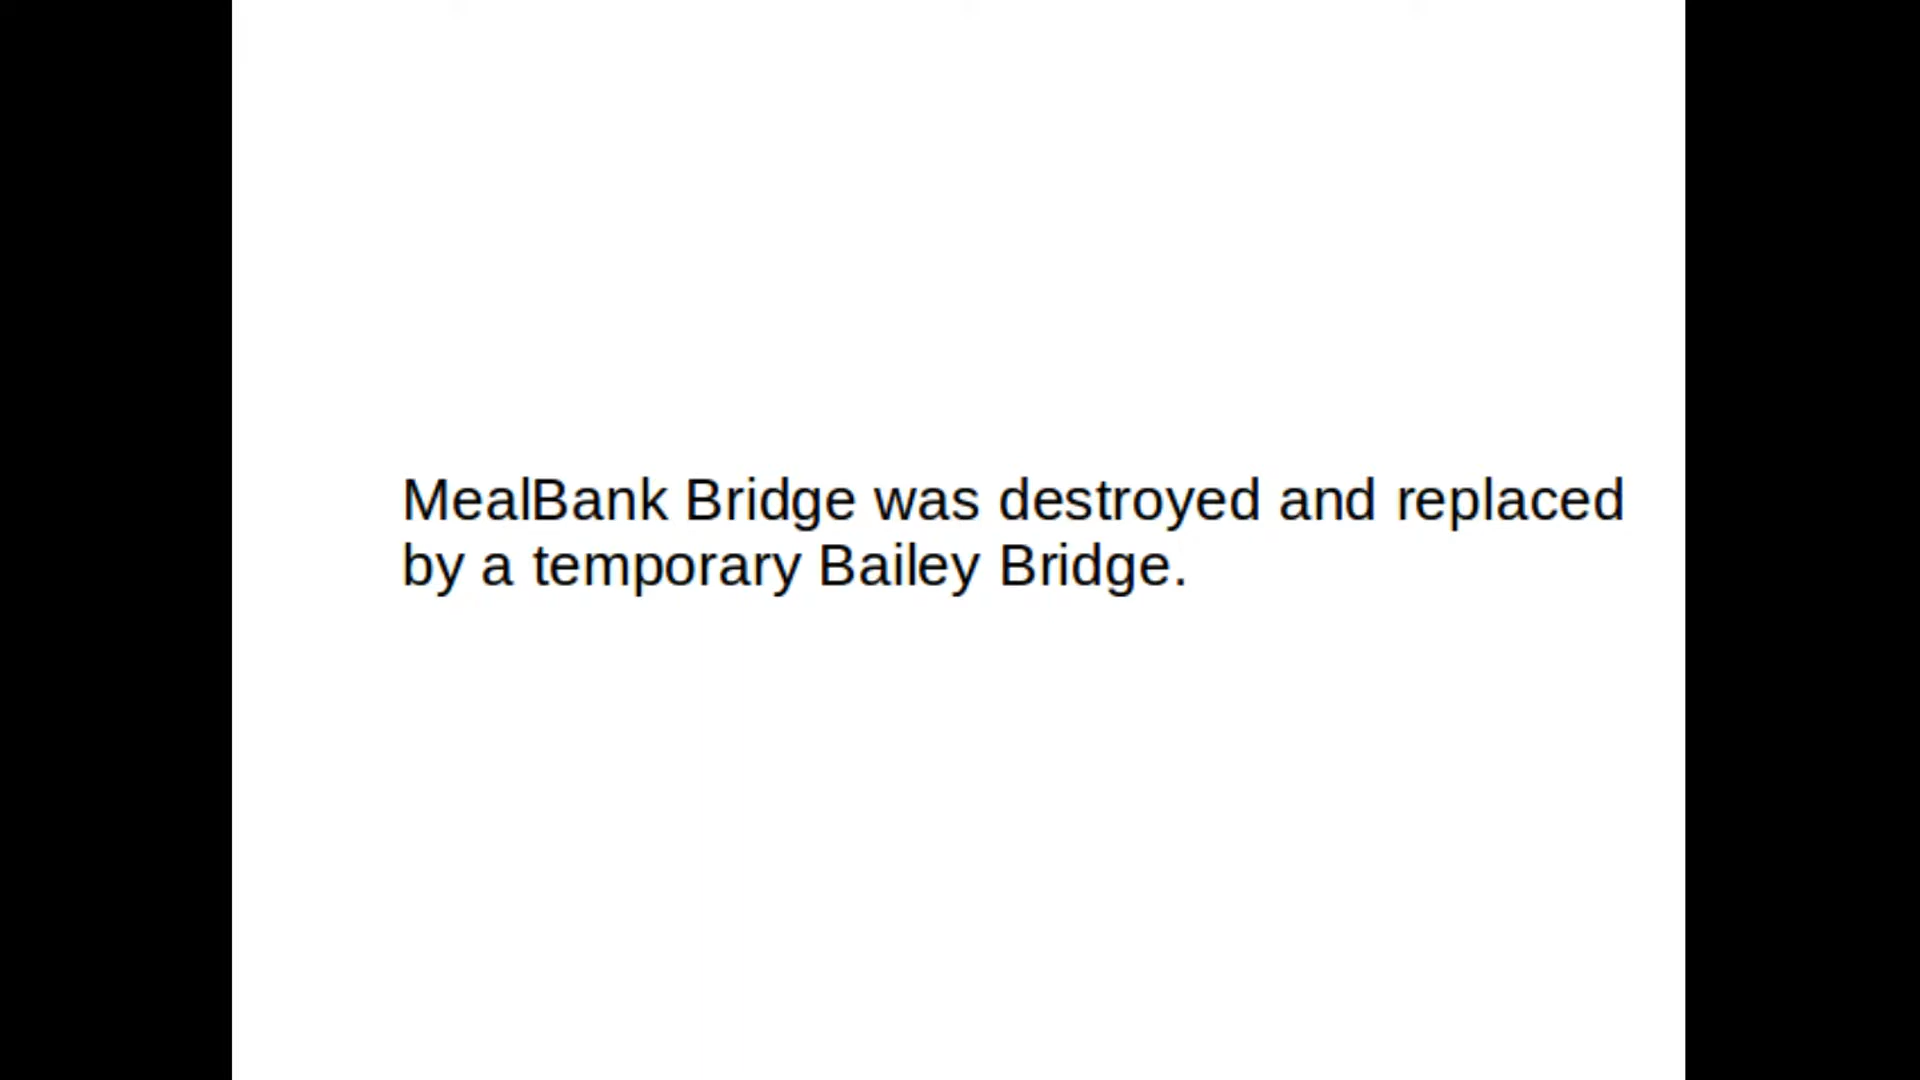 MealBank Bridge was destroyed and replaced
by a temporary Bailey Bridge.